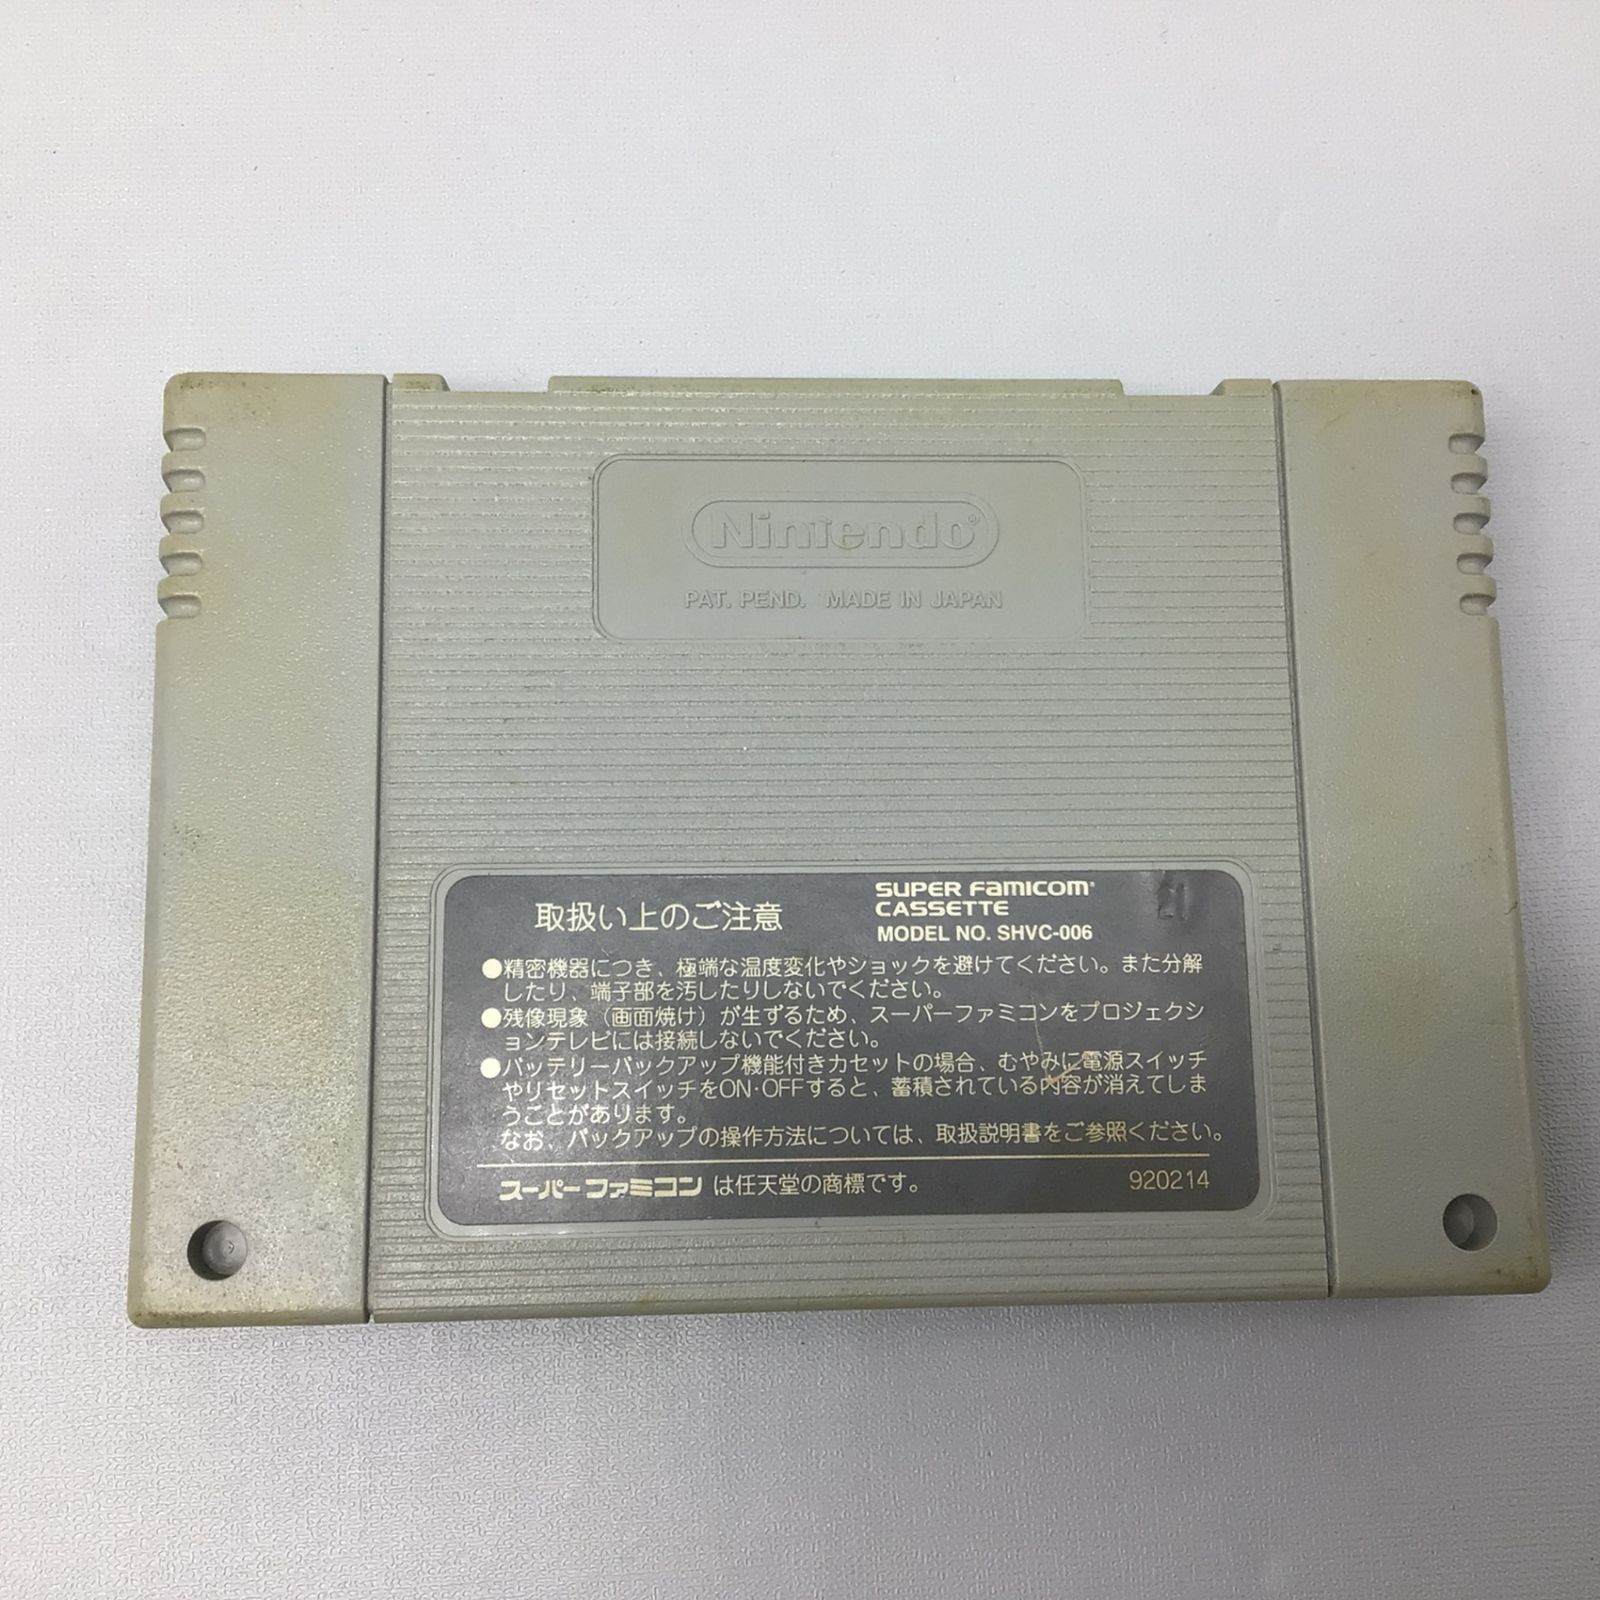 Nintendo®
PAT. PEND. MADE IN JAPAN
取扱い上のご注意
SUPER FAMICOM®
CASSETTE
MODEL NO. SHVC-006
21
●精密機器につき、極端な温度変化やショックを避けてください。また分解
したり、端子部を汚したりしないでください。
●残像現象（画面焼け）が生ずるため、スーパーファミコンをプロジェクシ
ョンテレビには接続しないでください。
●バッテリーバックアップ機能付きカセットの場合、むやみに電源スイッチ
やリセットスイッチをON・OFFすると、蓄積されている内容が消えてしま
うことがあります。
なお、バックアップの操作方法については、取扱説明書をご参照ください。
スーパーファミコンは任天堂の商標です。
920214